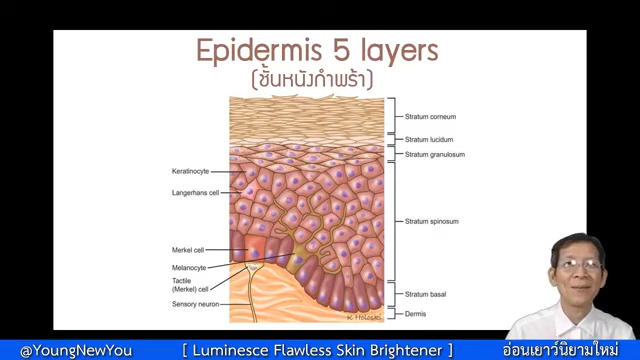 Epidermis 5 layers
(ชั้นหนังกำพร้า)
Stratum corneum
Stratum lucidum
Stratum granulosum
Keratinocyte
Langerhans cell
Stratum spinosum
Merkel cell
Melanocyte
Tactile
(Merkel) cell
Stratum basal
Sensory neuron
Dermis
K. Holoski
@YoungNewYou [ Luminesce Flawless Skin Brightener ] อ่อนเยาว์นิยามใหม่